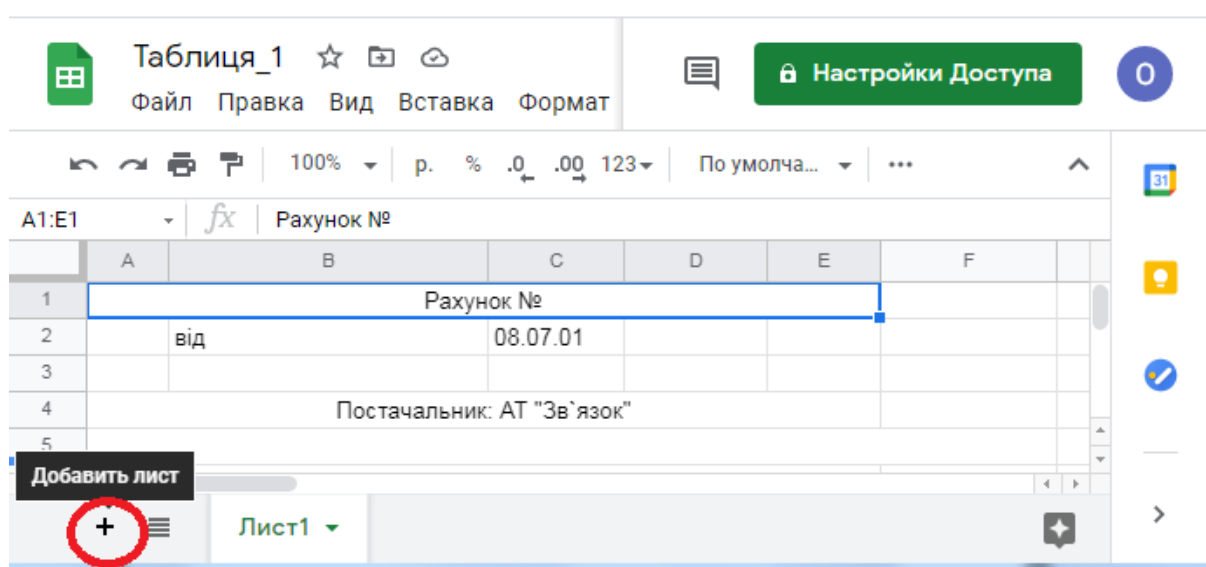 Таблиця_1
Файл Правка Вид Вставка Формат
Настройки Доступа
O
100% р. % .0 .00 123 По умолча... ...
31
A1:E1 fx Рахунок №
A B C D E F
1 Рахунок №
2 від 08.07.01
3
4 Постачальник: АТ "Зв`язок"
5
Добавить лист
+ Лист1